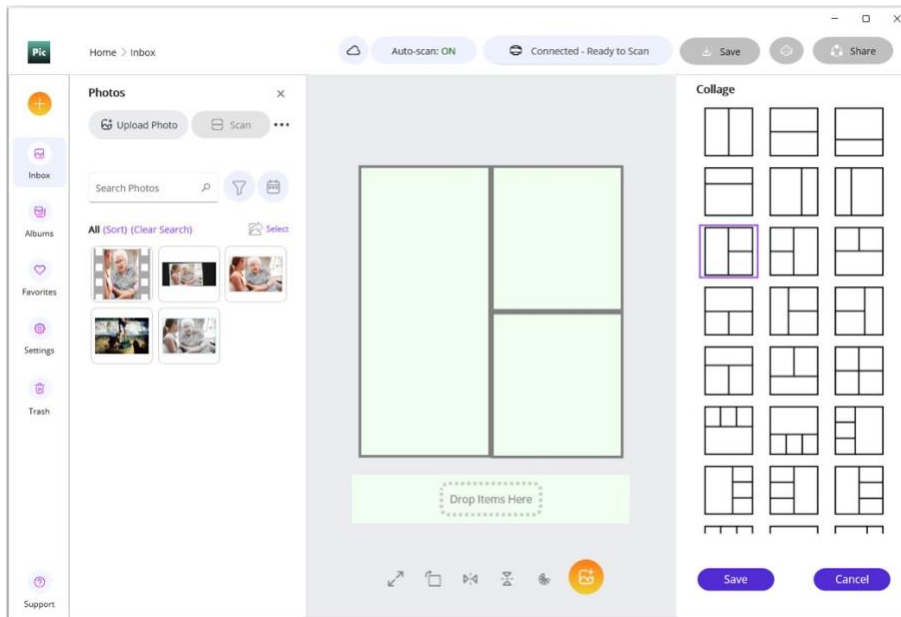 Pic
Home > Inbox
Auto-scan: ON
Connected - Ready to Scan
Save
Share
Photos
Upload Photo
Scan
Search Photos
All (Sort) (Clear Search)
Select
Inbox
Albums
Favorites
Settings
Trash
Support
Drop Items Here
Collage
Save
Cancel